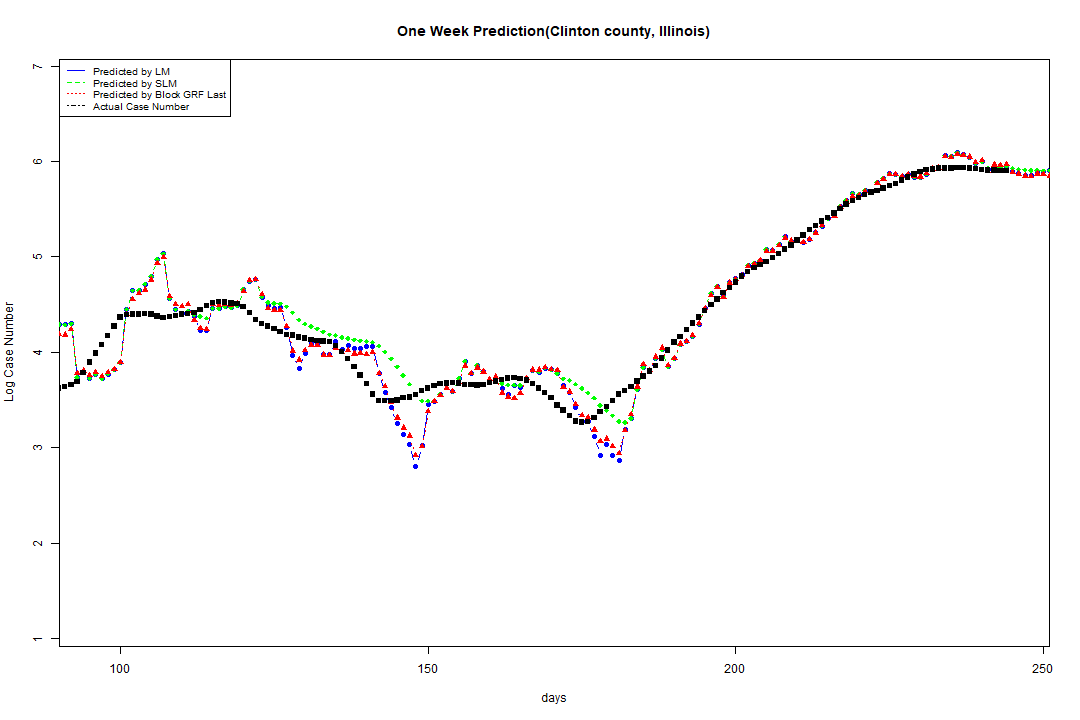 One Week Prediction(Clinton county, Illinois)
Predicted by LM
Predicted by SLM
Predicted by Block GRF Last
Actual Case Number
7
6
5
4
3
2
1
Log Case Number
100 150 200 250
days